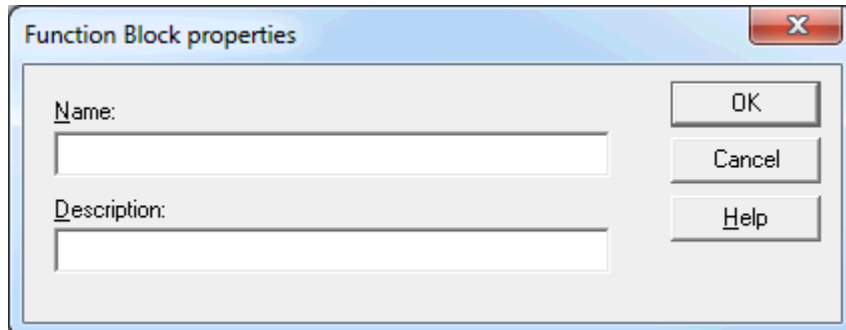 Function Block properties
Name:
OK
Cancel
Description:
Help